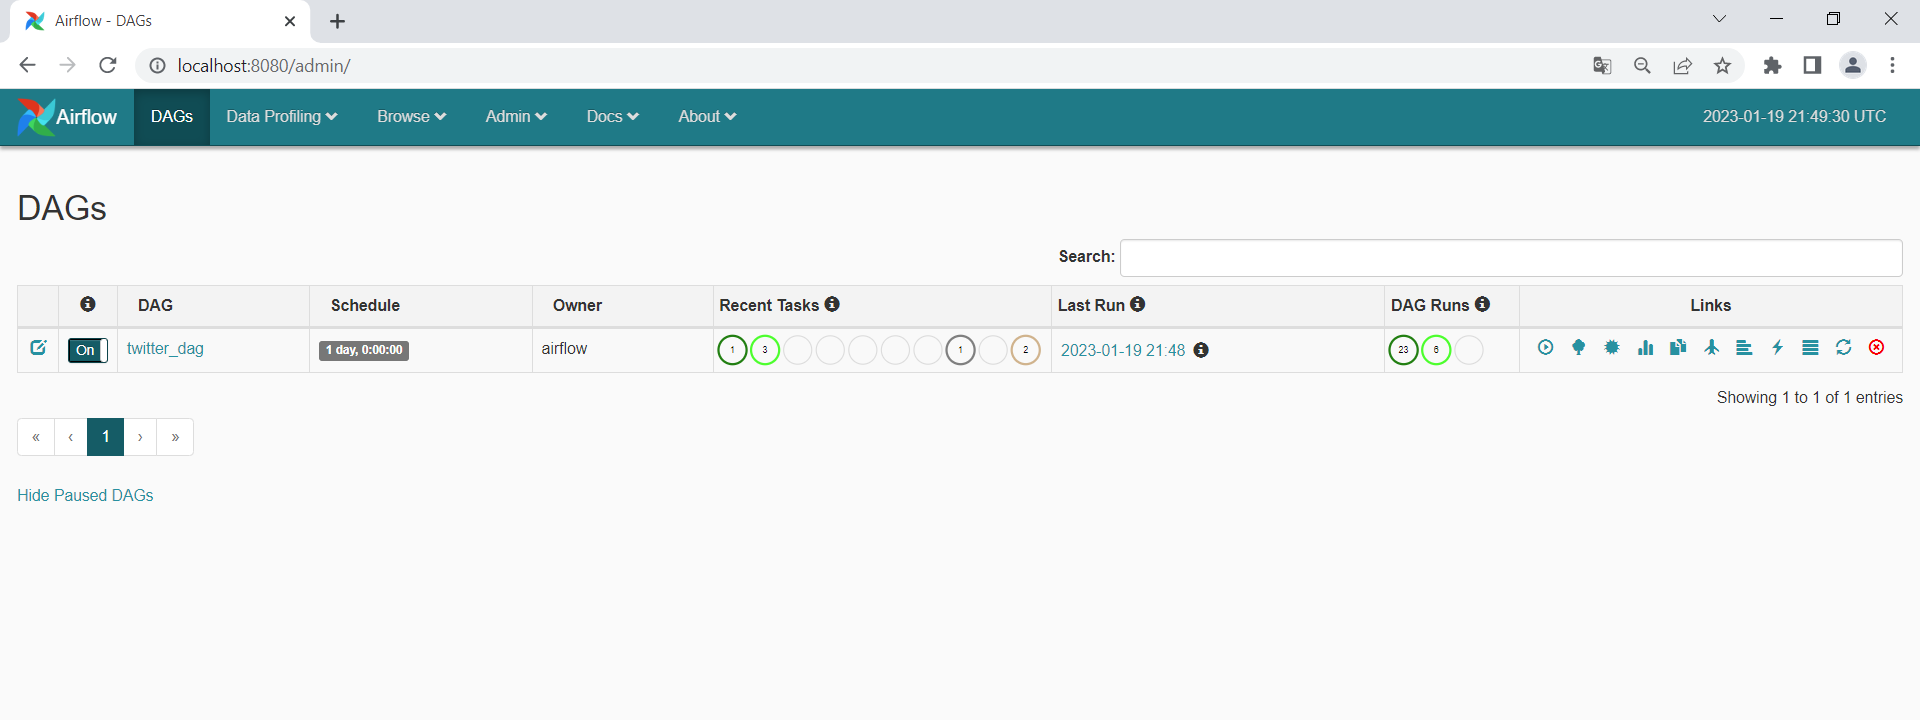 Airflow - DAGs
localhost:8080/admin/
Airflow DAGs Data Profiling Browse Admin Docs About 2023-01-19 21:49:30 UTC
DAGs
Search:
DAG Schedule Owner Recent Tasks Last Run DAG Runs Links
On twitter_dag 1 day, 0:00:00 airflow 1 3 1 2 2023-01-19 21:48 23 6
Showing 1 to 1 of 1 entries
« ‹ 1 › »
Hide Paused DAGs